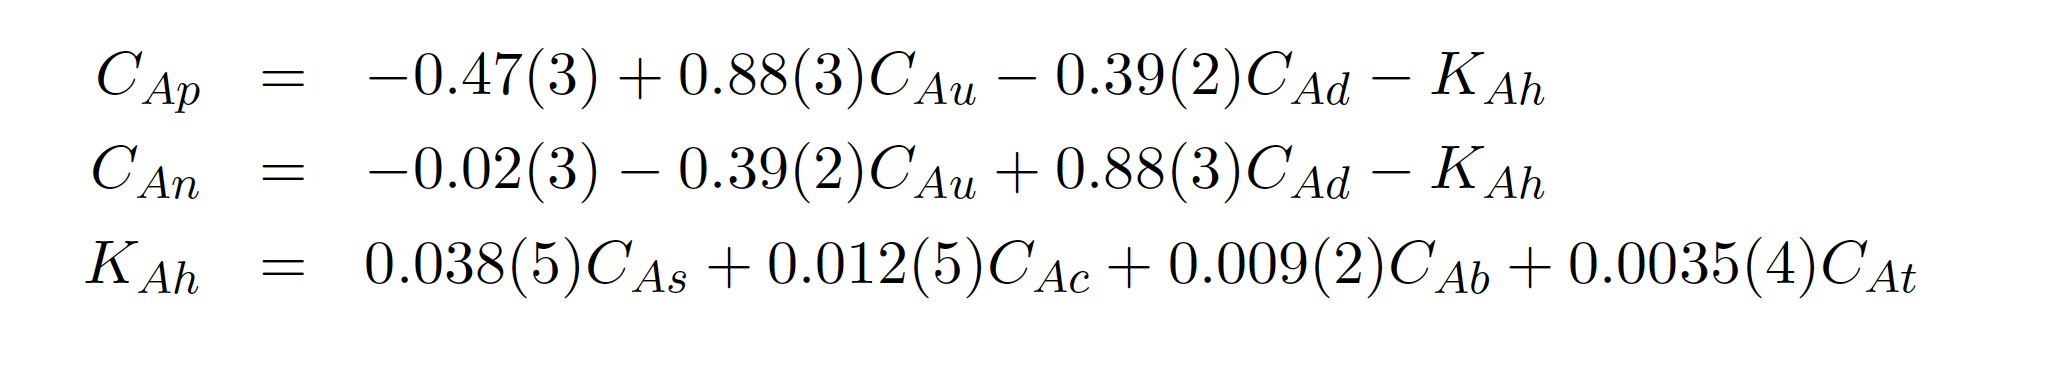 C_{Ap} = −0.47(3) + 0.88(3)C_{Au} − 0.39(2)C_{Ad} − K_{Ah}
C_{An} = −0.02(3) − 0.39(2)C_{Au} + 0.88(3)C_{Ad} − K_{Ah}
K_{Ah} = 0.038(5)C_{As} + 0.012(5)C_{Ac} + 0.009(2)C_{Ab} + 0.0035(4)C_{At}